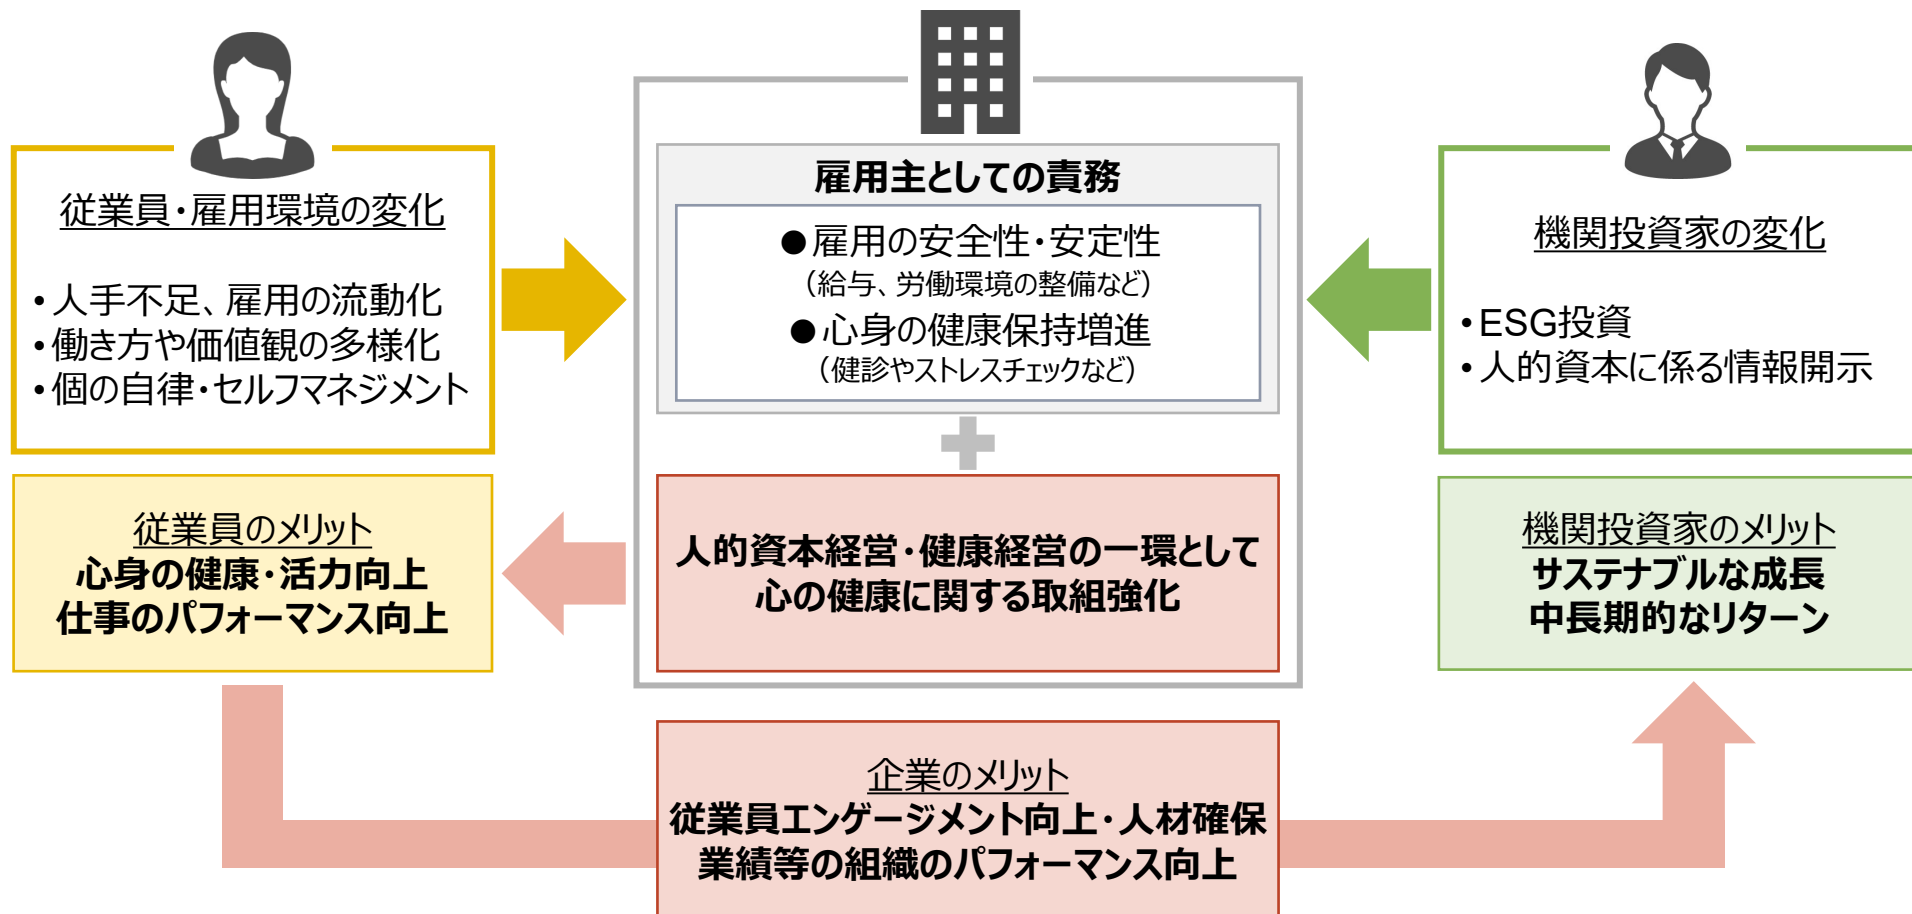 従業員・雇用環境の変化
・人手不足、雇用の流動化
・働き方や価値観の多様化
・個の自律・セルフマネジメント
雇用主としての責務
●雇用の安全性・安定性
（給与、労働環境の整備など）
●心身の健康保持増進
（健診やストレスチェックなど）
機関投資家の変化
・ESG投資
・人的資本に係る情報開示
従業員のメリット
心身の健康・活力向上
仕事のパフォーマンス向上
人的資本経営・健康経営の一環として
心の健康に関する取組強化
機関投資家のメリット
サステナブルな成長
中長期的なリターン
企業のメリット
従業員エンゲージメント向上・人材確保
業績等の組織のパフォーマンス向上